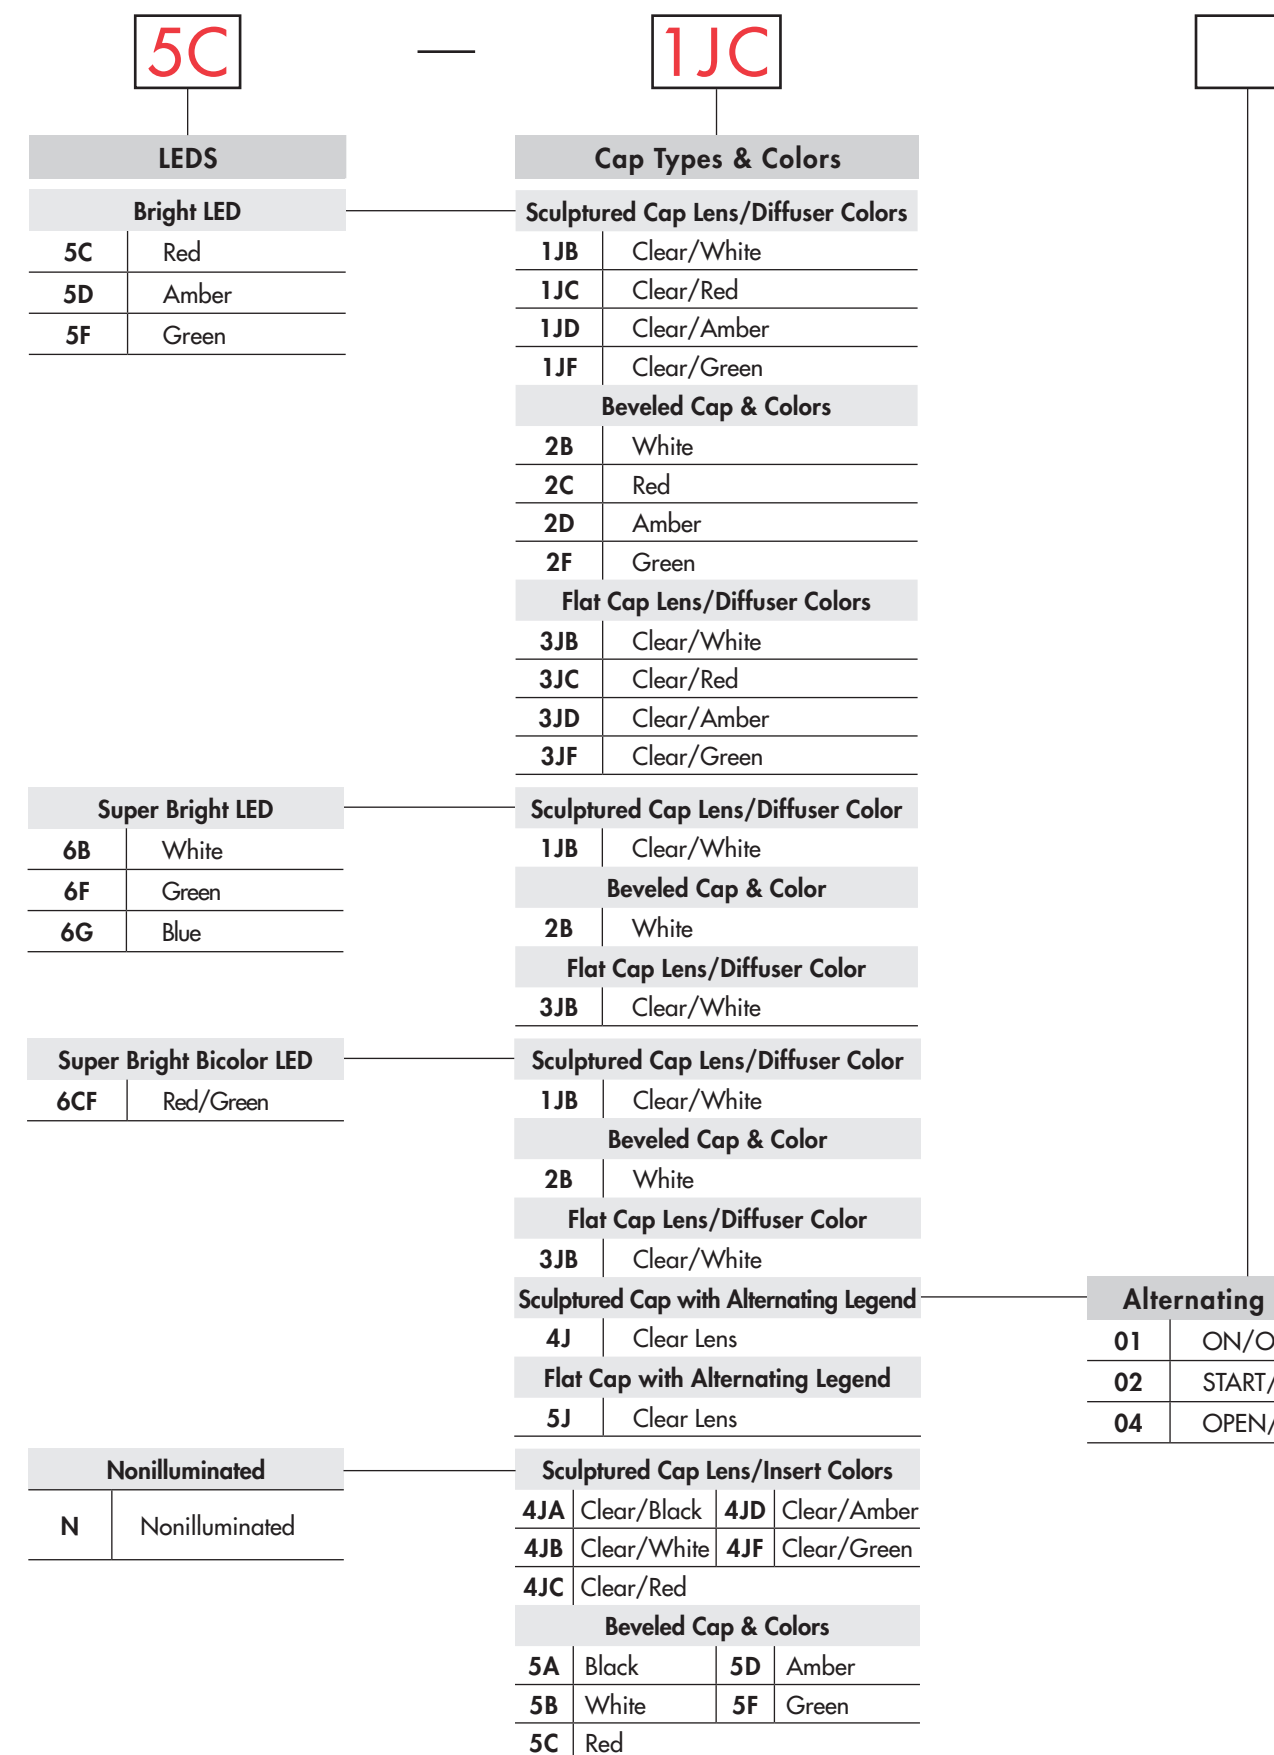 5C — 1JC
LEDS
Bright LED
5C Red
5D Amber
5F Green
Super Bright LED
6B White
6F Green
6G Blue
Super Bright Bicolor LED
6CF Red/Green
Nonilluminated
N Nonilluminated
Cap Types & Colors
Sculptured Cap Lens/Diffuser Colors
1JB Clear/White
1JC Clear/Red
1JD Clear/Amber
1JF Clear/Green
Beveled Cap & Colors
2B White
2C Red
2D Amber
2F Green
Flat Cap Lens/Diffuser Colors
3JB Clear/White
3JC Clear/Red
3JD Clear/Amber
3JF Clear/Green
Sculptured Cap Lens/Diffuser Color
1JB Clear/White
Beveled Cap & Color
2B White
Flat Cap Lens/Diffuser Color
3JB Clear/White
Sculptured Cap Lens/Diffuser Color
1JB Clear/White
Beveled Cap & Color
2B White
Flat Cap Lens/Diffuser Color
3JB Clear/White
Sculptured Cap with Alternating Legend
4J Clear Lens
Flat Cap with Alternating Legend
5J Clear Lens
Sculptured Cap Lens/Insert Colors
4JA Clear/Black 4JD Clear/Amber
4JB Clear/White 4JF Clear/Green
4JC Clear/Red
Beveled Cap & Colors
5A Black 5D Amber
5B White 5F Green
5C Red
Alternating
01 ON/O
02 START/
04 OPEN/